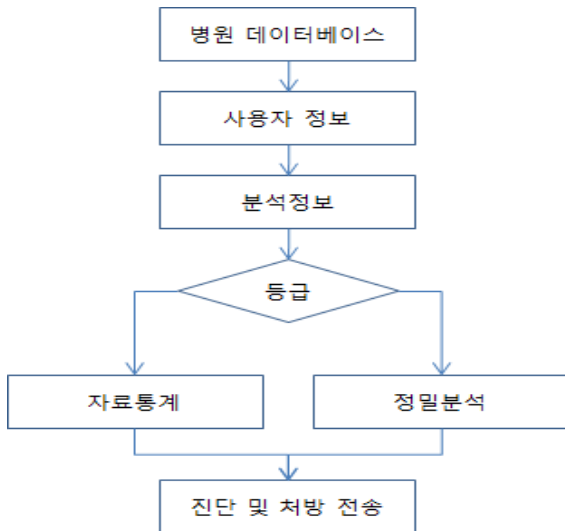 병원 데이터베이스
사용자 정보
분석정보
등급
자료통계
정밀분석
진단 및 처방 전송